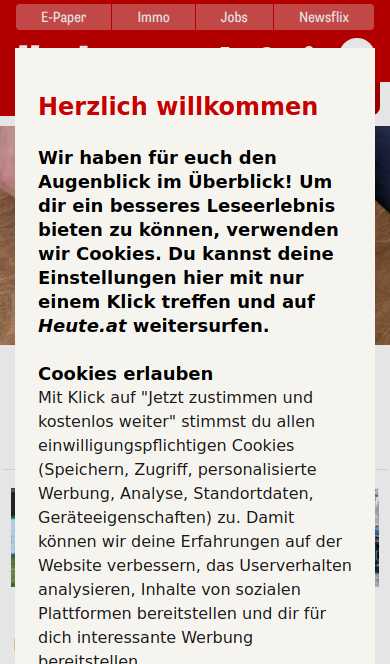 E-Paper Immo Jobs Newsflix
Herzlich willkommen
Wir haben für euch den
Augenblick im Überblick! Um
dir ein besseres Leseerlebnis
bieten zu können, verwenden
wir Cookies. Du kannst deine
Einstellungen hier mit nur
einem Klick treffen und auf
Heute.at weitersurfen.
Cookies erlauben
Mit Klick auf "Jetzt zustimmen und
kostenlos weiter" stimmst du allen
einwilligungspflichtigen Cookies
(Speichern, Zugriff, personalisierte
Werbung, Analyse, Standortdaten,
Geräteeigenschaften) zu. Damit
können wir deine Erfahrungen auf der
Website verbessern, das Userverhalten
analysieren, Inhalte von sozialen
Plattformen bereitstellen und dir für
dich interessante Werbung
bereitstellen